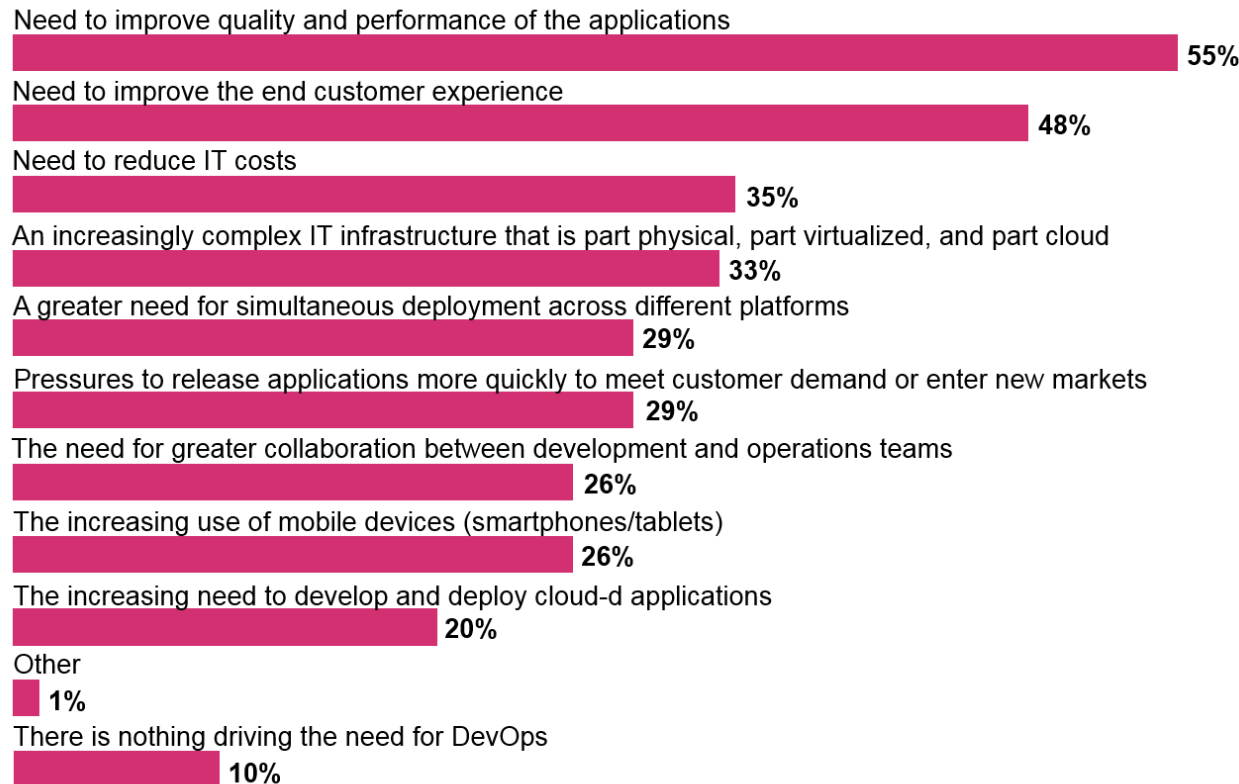 Need to improve quality and performance of the applications
55%
Need to improve the end customer experience
48%
Need to reduce IT costs
35%
An increasingly complex IT infrastructure that is part physical, part virtualized, and part cloud
33%
A greater need for simultaneous deployment across different platforms
29%
Pressures to release applications more quickly to meet customer demand or enter new markets
29%
The need for greater collaboration between development and operations teams
26%
The increasing use of mobile devices (smartphones/tablets)
26%
The increasing need to develop and deploy cloud-d applications
20%
Other
1%
There is nothing driving the need for DevOps
10%